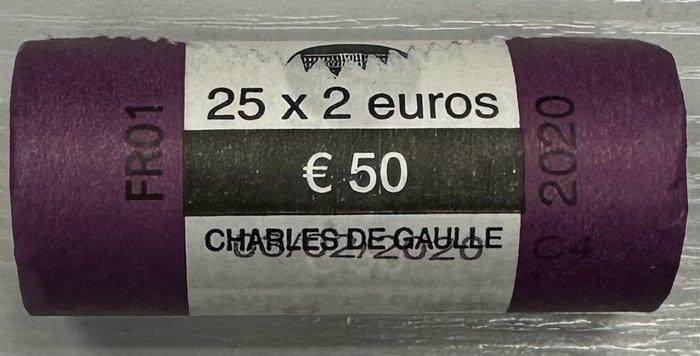 FR01
25 x 2 euros
€ 50
CHARLES DE GAULLE
2020